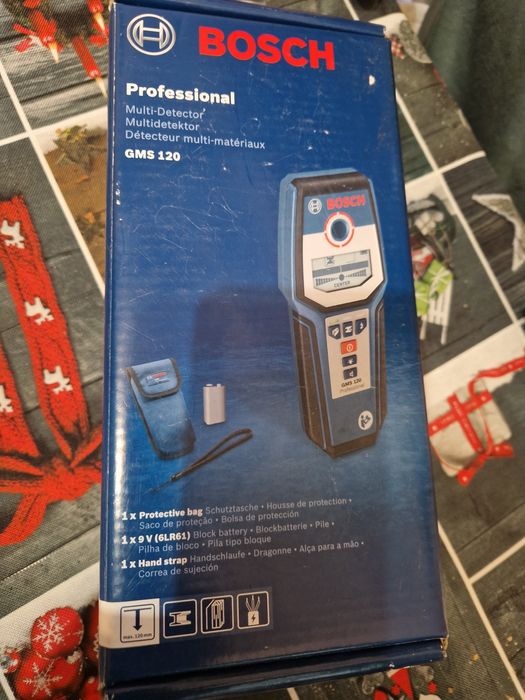 BOSCH
Professional
Multi-Detector
Multidetektor
Détecteur multi-matériaux
GMS 120
BOSCH
CENTER
GMS 120
Professional
BOSCH
1 x Protective bag Schutztasche • Housse de protection •
Saco de proteção • Bolsa de protección
1 x 9 V (6LR61) Block battery • Blockbatterie • Pile •
Pilha de bloco • Pila tipo bloque
1 x Hand strap Handschlaufe • Dragonne • Alça para a mão •
Correa de sujeción
max. 120 mm